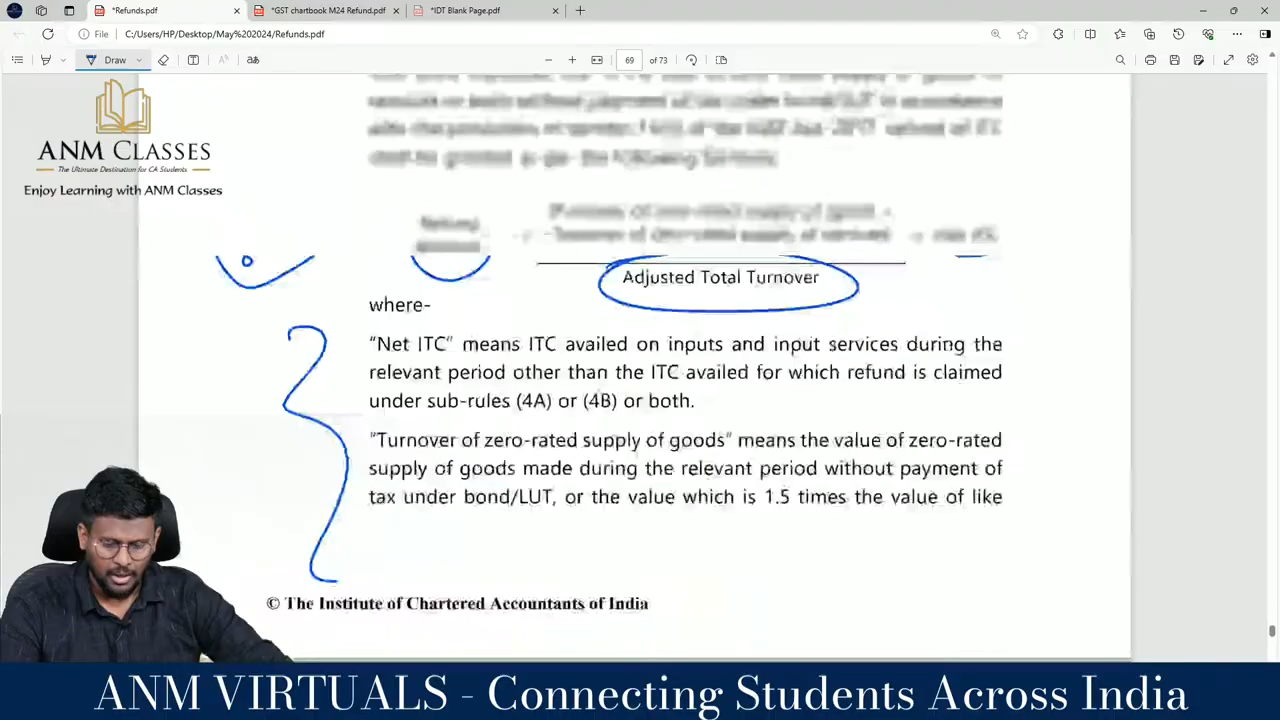 *Refunds.pdf
*GST chartbook M24 Refund.pdf
*IDT Blank Page.pdf
File
C:/Users/HP/Desktop/May%202024/Refunds.pdf
Draw
69 of 73
ANM CLASSES
The Ultimate Destination for CA Students
Enjoy Learning with ANM Classes
Adjusted Total Turnover
where-
“Net ITC” means ITC availed on inputs and input services during the
relevant period other than the ITC availed for which refund is claimed
under sub-rules (4A) or (4B) or both.
“Turnover of zero-rated supply of goods” means the value of zero-rated
supply of goods made during the relevant period without payment of
tax under bond/LUT, or the value which is 1.5 times the value of like
© The Institute of Chartered Accountants of India
ANM VIRTUALS - Connecting Students Across India